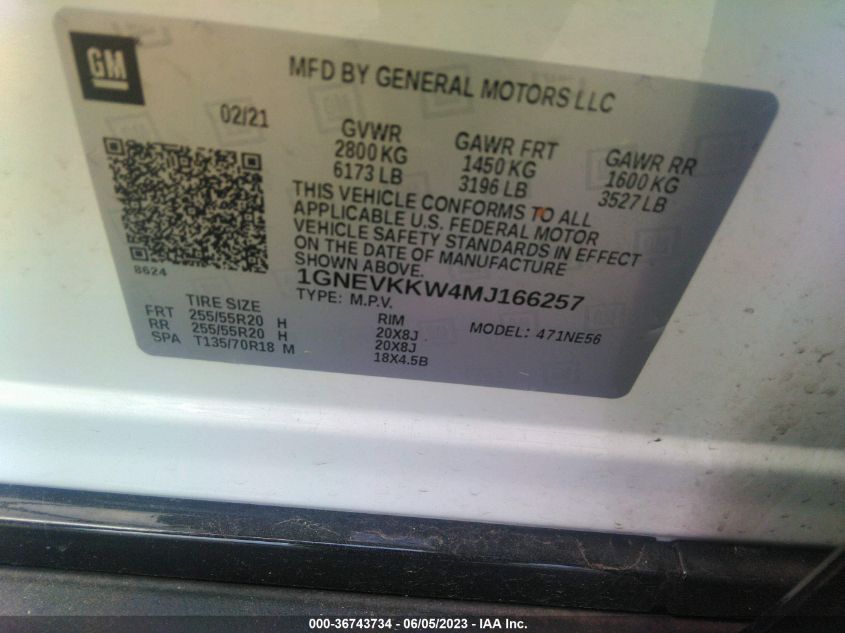 GM
MFD BY GENERAL MOTORS LLC
02/21
GVWR
2800 KG
6173 LB
GAWR FRT
1450 KG
3196 LB
GAWR RR
1600 KG
3527 LB
THIS VEHICLE CONFORMS TO ALL
APPLICABLE U.S. FEDERAL MOTOR
VEHICLE SAFETY STANDARDS IN EFFECT
ON THE DATE OF MANUFACTURE
SHOWN ABOVE.
8624
1GNEVKKW4MJ166257
TYPE: M.P.V.
MODEL: 471NE56
TIRE SIZE RIM
FRT 255/55R20 H 20X8J
RR 255/55R20 H 20X8J
SPA T135/70R18 M 18X4.5B
000-36743734 - 06/05/2023 - IAA Inc.